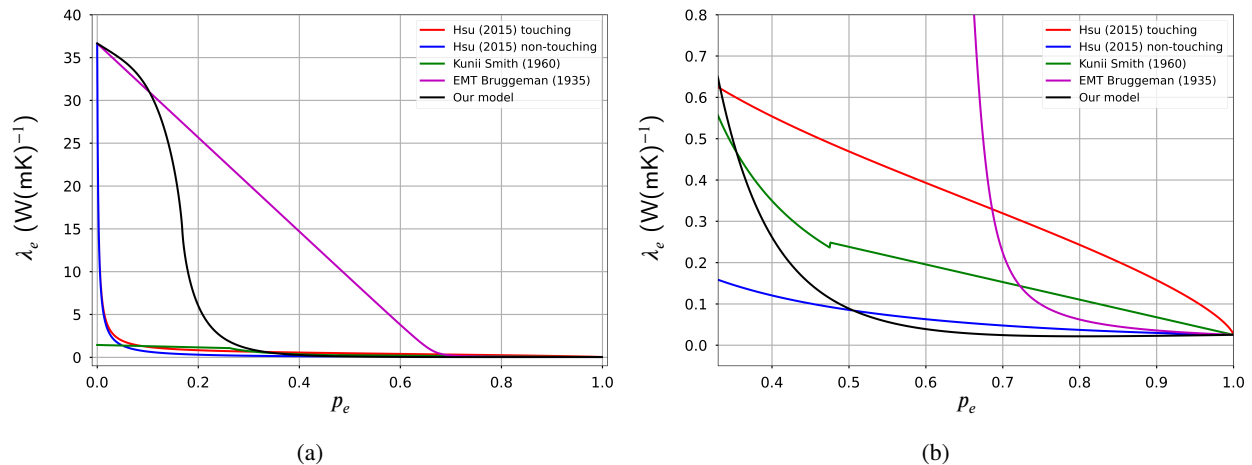 40
35
30
25
20
15
10
5
0
λₑ (W(mK)⁻¹)
0.0 0.2 0.4 0.6 0.8 1.0
pₑ
Hsu (2015) touching
Hsu (2015) non-touching
Kunii Smith (1960)
EMT Bruggeman (1935)
Our model
(a)
0.8
0.7
0.6
0.5
0.4
0.3
0.2
0.1
0.0
λₑ (W(mK)⁻¹)
0.4 0.5 0.6 0.7 0.8 0.9 1.0
pₑ
Hsu (2015) touching
Hsu (2015) non-touching
Kunii Smith (1960)
EMT Bruggeman (1935)
Our model
(b)